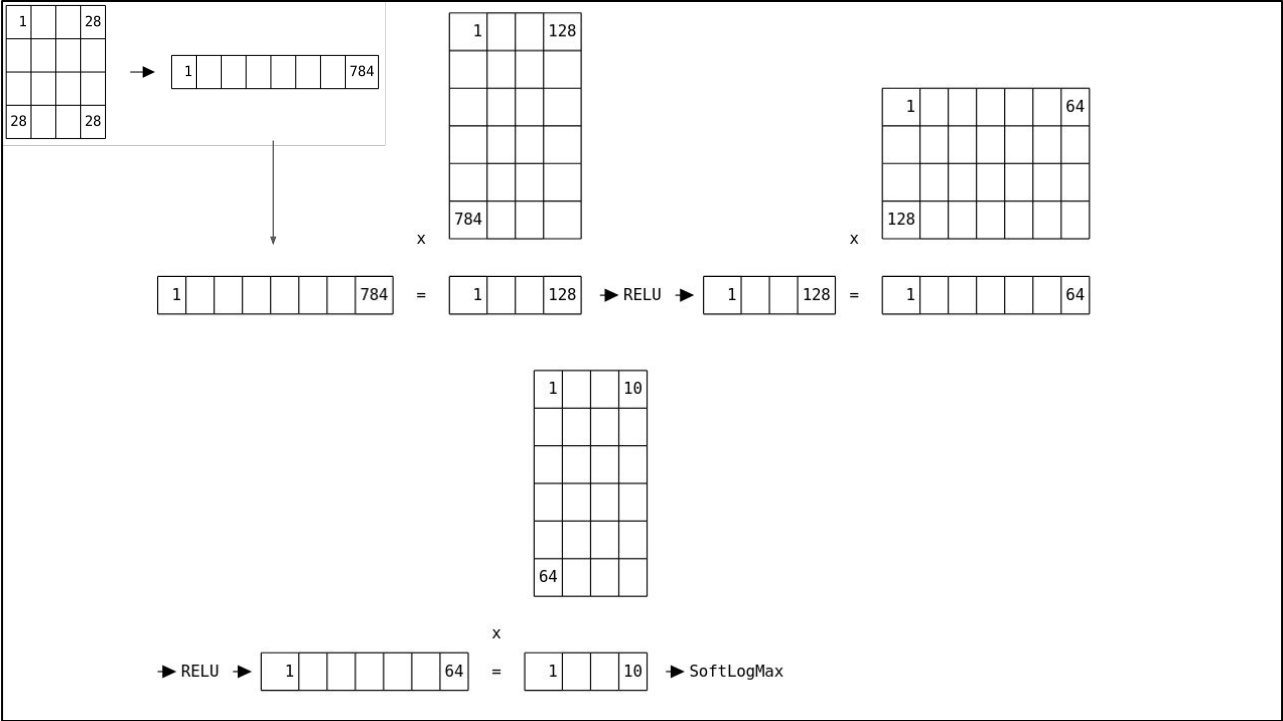 1 28
28 28
1 784
1 128
784
x
1 64
128
x
1 784 = 1 128 RELU 1 128 = 1 64
1 10
64
x
RELU 1 64 = 1 10 SoftLogMax